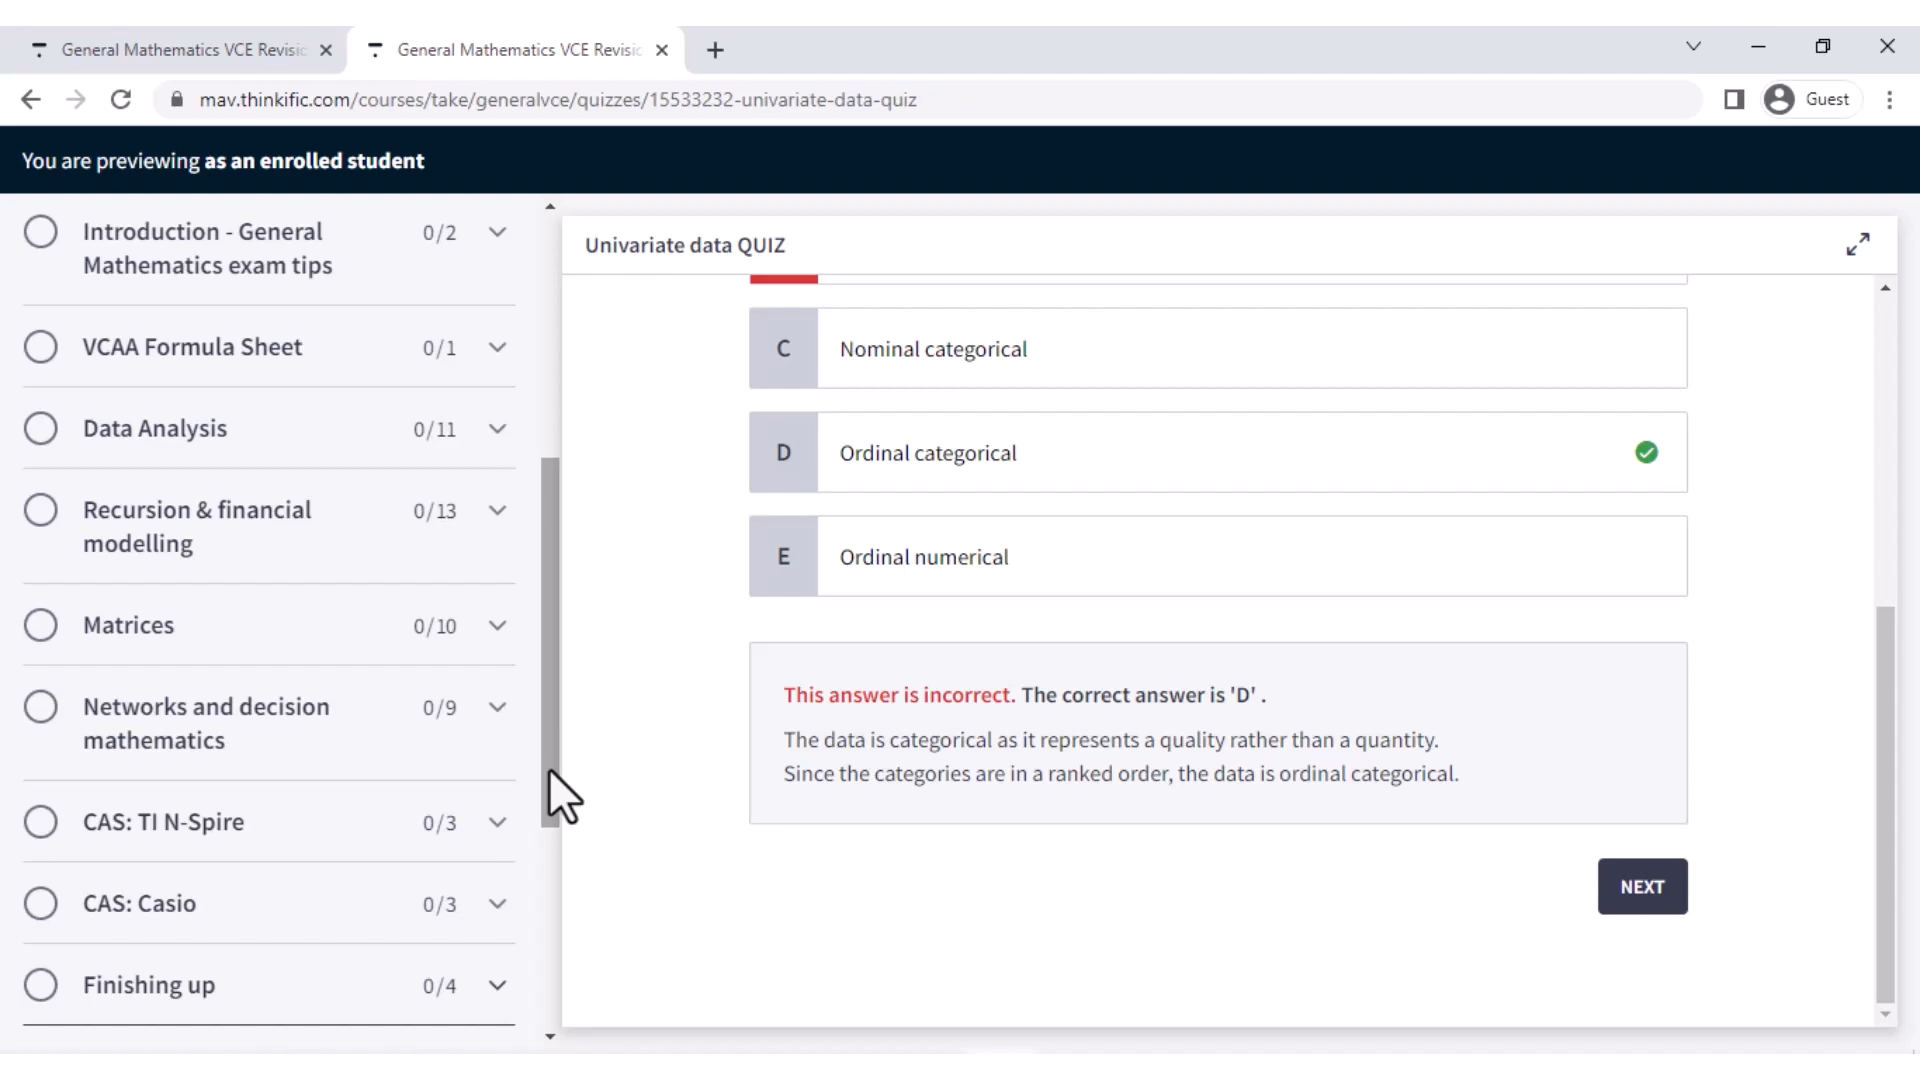 General Mathematics VCE Revisic
General Mathematics VCE Revisic
mav.thinkific.com/courses/take/generalvce/quizzes/15533232-univariate-data-quiz
Guest
You are previewing as an enrolled student
Introduction - General
Mathematics exam tips
0/2
VCAA Formula Sheet
0/1
Data Analysis
0/11
Recursion & financial
modelling
0/13
Matrices
0/10
Networks and decision
mathematics
0/9
CAS: TI N-Spire
0/3
CAS: Casio
0/3
Finishing up
0/4
Univariate data QUIZ
C
Nominal categorical
D
Ordinal categorical
E
Ordinal numerical
This answer is incorrect. The correct answer is 'D' .
The data is categorical as it represents a quality rather than a quantity.
Since the categories are in a ranked order, the data is ordinal categorical.
NEXT